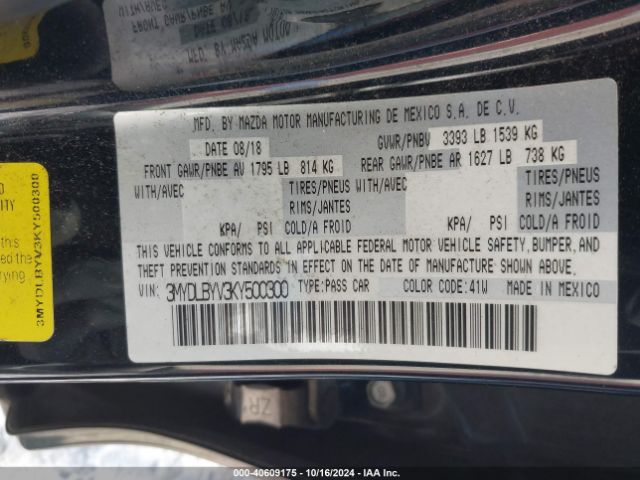 MFD. BY MAZDA MOTOR MANUFACTURING DE MEXICO S.A. DE C.V.
DATE 08/18 GVWR/PNBV 3393 LB 1539 KG
FRONT GAWR/PNBE AV 1795 LB 814 KG REAR GAWR/PNBE AR 1627 LB 738 KG
WITH/AVEC TIRES/PNEUS WITH/AVEC TIRES/PNEUS
RIMS/JANTES RIMS/JANTES
KPA/ PSI COLD/A FROID KPA/ PSI COLD/A FROID
THIS VEHICLE CONFORMS TO ALL APPLICABLE FEDERAL MOTOR VEHICLE SAFETY, BUMPER, AND
THEFT PREVENTION STANDARDS IN EFFECT ON THE DATE OF MANUFACTURE SHOWN ABOVE.
VIN: 3MYDLBYV3KY500300 TYPE:PASS CAR COLOR CODE:41W MADE IN MEXICO
3MYDLBYV3KY500300
ZR
8
000-40609175 - 10/16/2024 - IAA Inc.